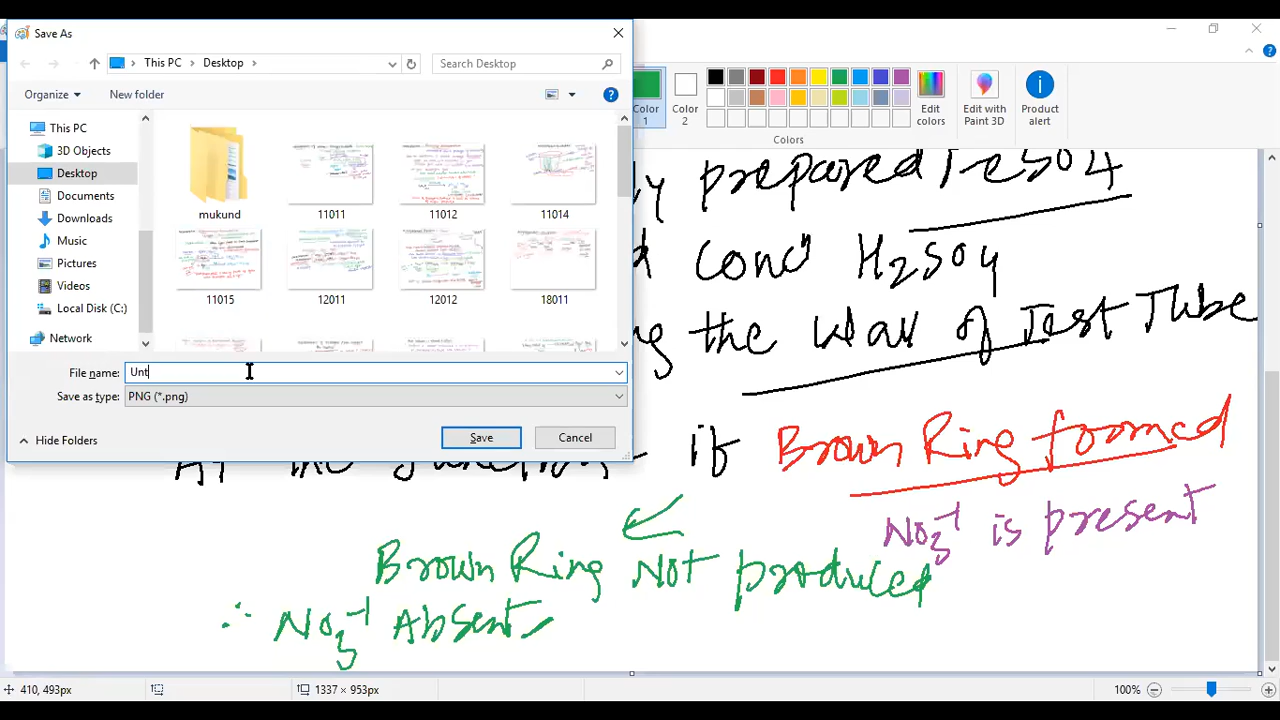 Save As
This PC
Desktop
Search Desktop
Organize
New folder
This PC
3D Objects
Desktop
Documents
Downloads
Music
Pictures
Videos
Local Disk (C:)
Network
mukund
11011
11012
11014
11015
12011
12012
18011
File name:
Unt
Save as type:
PNG (*.png)
Hide Folders
Save
Cancel
Color
1
Color
2
Edit
colors
Edit with
Paint 3D
Product
alert
Colors
y prepared FeSO4
d Conc H2SO4
ng the Wall of Test Tube
At the Junction if Brown Ring formed
NO3-1 is present
Brown Ring Not produced
∴ NO3-1 Absent
410, 493px
1337 × 953px
100%